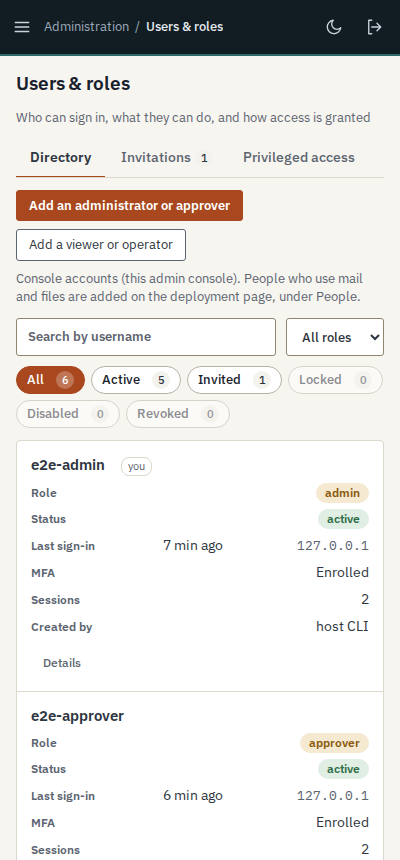 Administration / Users & roles
Users & roles
Who can sign in, what they can do, and how access is granted
Directory Invitations 1 Privileged access
Add an administrator or approver
Add a viewer or operator
Console accounts (this admin console). People who use mail
and files are added on the deployment page, under People.
Search by username All roles
All 6 Active 5 Invited 1 Locked 0
Disabled 0 Revoked 0
e2e-admin you
Role admin
Status active
Last sign-in 7 min ago 127.0.0.1
MFA Enrolled
Sessions 2
Created by host CLI
Details
e2e-approver
Role approver
Status active
Last sign-in 6 min ago 127.0.0.1
MFA Enrolled
Sessions 2